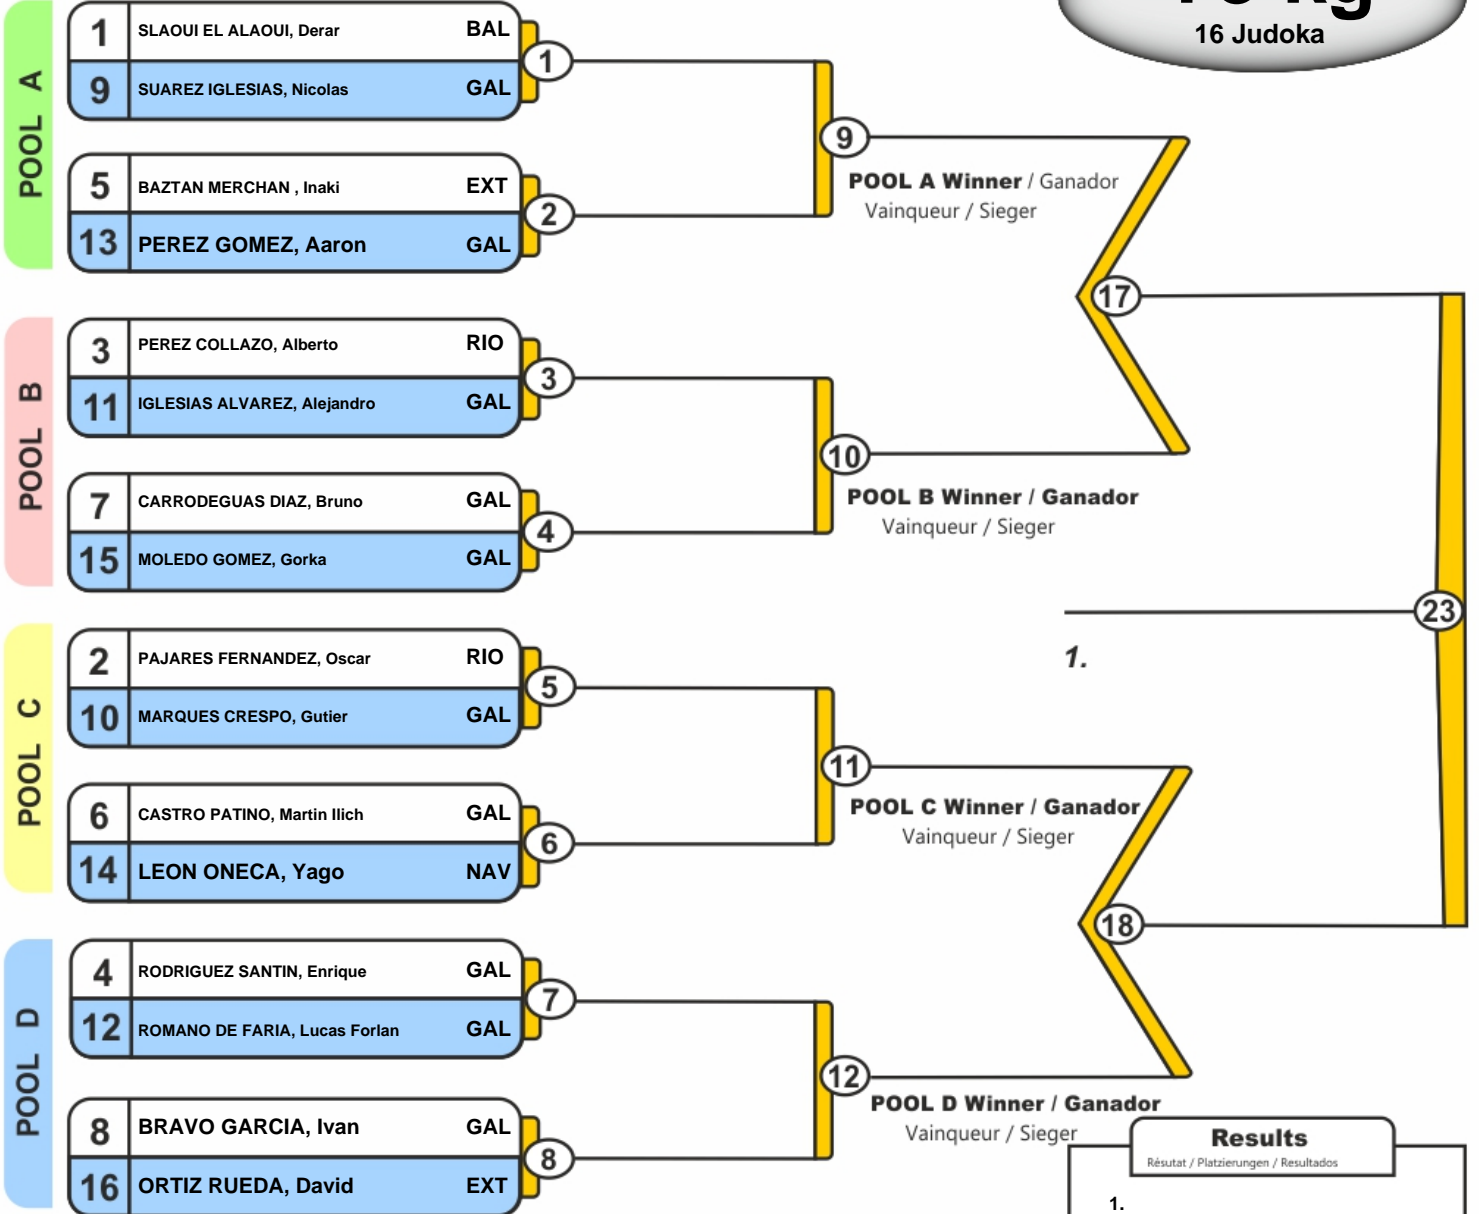 16 Judoka
POOL A
1 SLAOUI EL ALAOUI, Derar BAL
9 SUAREZ IGLESIAS, Nicolas GAL
1
5 BAZTAN MERCHAN , Inaki EXT
13 PEREZ GOMEZ, Aaron GAL
2
9
POOL A Winner / Ganador
Vainqueur / Sieger
POOL B
3 PEREZ COLLAZO, Alberto RIO
11 IGLESIAS ALVAREZ, Alejandro GAL
3
7 CARRODEGUAS DIAZ, Bruno GAL
15 MOLEDO GOMEZ, Gorka GAL
4
10
POOL B Winner / Ganador
Vainqueur / Sieger
17
POOL C
2 PAJARES FERNANDEZ, Oscar RIO
10 MARQUES CRESPO, Gutier GAL
5
6 CASTRO PATINO, Martin Ilich GAL
14 LEON ONECA, Yago NAV
6
11
POOL C Winner / Ganador
Vainqueur / Sieger
POOL D
4 RODRIGUEZ SANTIN, Enrique GAL
12 ROMANO DE FARIA, Lucas Forlan GAL
7
8 BRAVO GARCIA, Ivan GAL
16 ORTIZ RUEDA, David EXT
8
12
POOL D Winner / Ganador
Vainqueur / Sieger
18
23
1.
Results
Résutat / Platzierungen / Resultados
1.